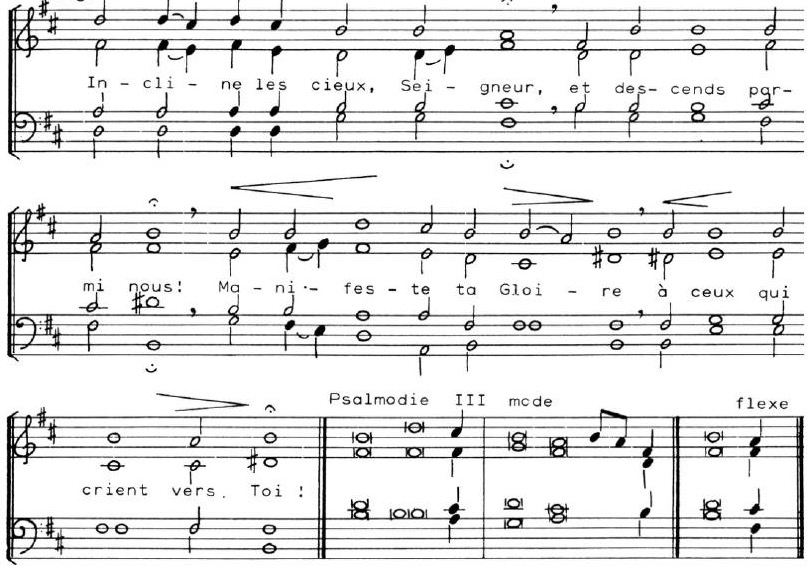 In - cli - ne les cieux, Sei - gneur, et des- cends par-
mi nous! Ma - ni - fes - te ta Gloi - re à ceux qui
Psalmodie III mode flexe
crient vers. Toi !